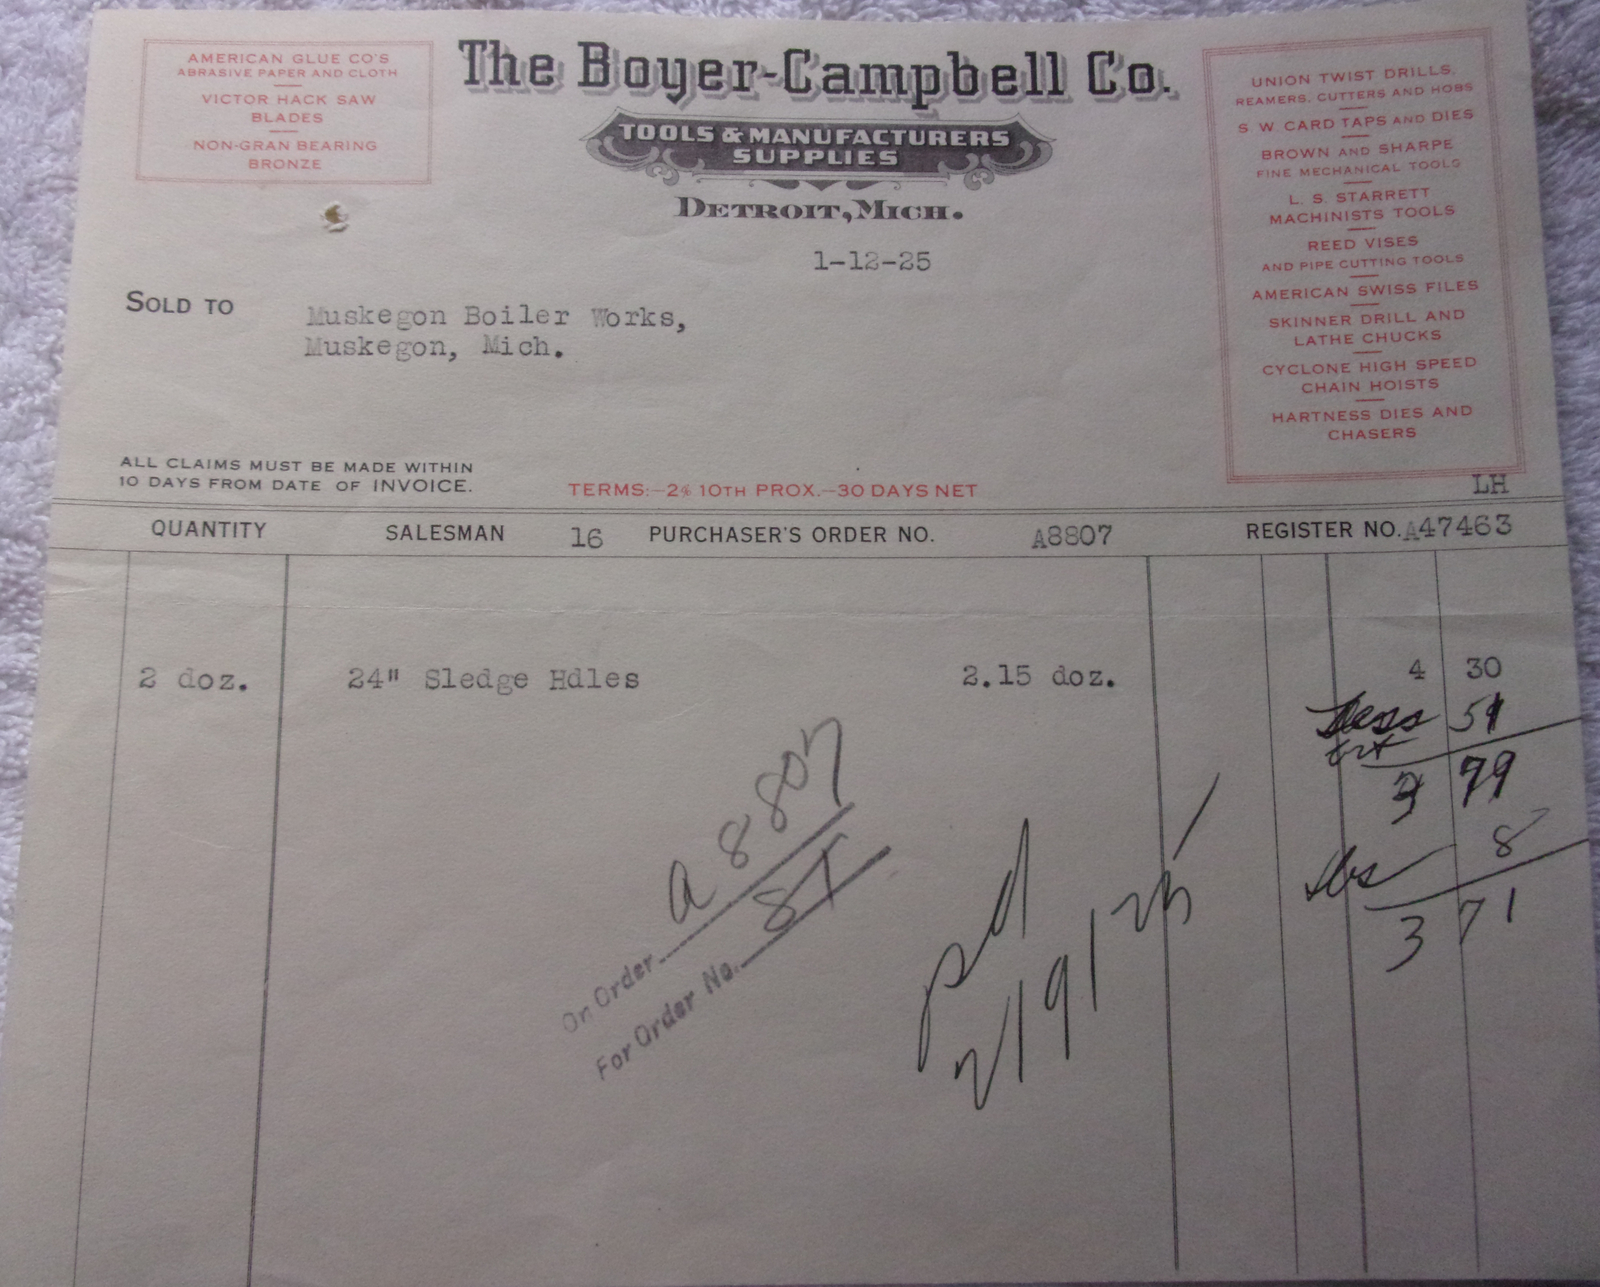 AMERICAN GLUE CO'S
ABRASIVE PAPER AND CLOTH
VICTOR HACK SAW
BLADES
NON-GRAN BEARING
BRONZE
The Boyer-Campbell Co.
TOOLS & MANUFACTURERS
SUPPLIES
DETROIT, MICH.
UNION TWIST DRILLS,
REAMERS, CUTTERS AND HOBS
S. W. CARD TAPS AND DIES
BROWN AND SHARPE
FINE MECHANICAL TOOLS
L. S. STARRETT
MACHINISTS TOOLS
REED VISES
AND PIPE CUTTING TOOLS
AMERICAN SWISS FILES
SKINNER DRILL AND
LATHE CHUCKS
CYCLONE HIGH SPEED
CHAIN HOISTS
HARTNESS DIES AND
CHASERS
1-12-25
SOLD TO
Muskegon Boiler Works,
Muskegon, Mich.
ALL CLAIMS MUST BE MADE WITHIN
10 DAYS FROM DATE OF INVOICE.
TERMS:-2% 10TH PROX.-30 DAYS NET
LH
QUANTITY SALESMAN 16 PURCHASER'S ORDER NO. A8807 REGISTER NO. A47463
2 doz. 24" Sledge Hdles 2.15 doz. 4 30
Less 51
frt
3 79
8
3 71
On Order a 8807
For Order No. 81
pd
2/19/25